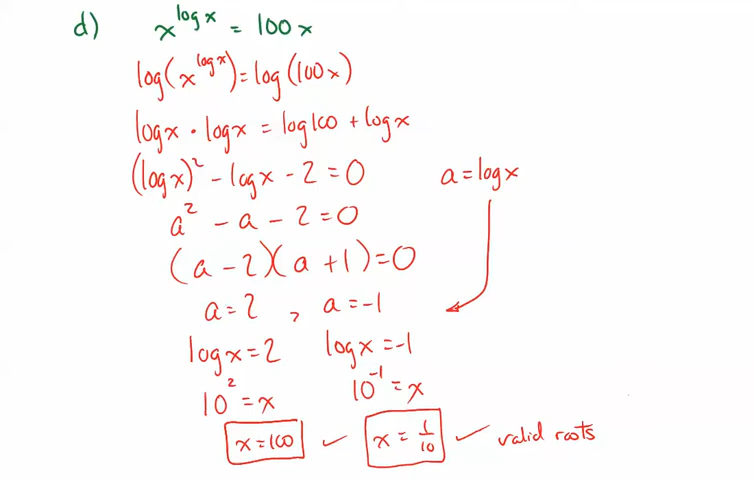 d) x^{log x} = 100x
log(x^{log x}) = log(100x)
log x · log x = log 100 + log x
(log x)² - log x - 2 = 0 a = log x
a² - a - 2 = 0
(a - 2)(a + 1) = 0
a = 2 , a = -1
log x = 2 log x = -1
10² = x 10⁻¹ = x
x = 100 ✓ x = 1/10 ✓ valid roots